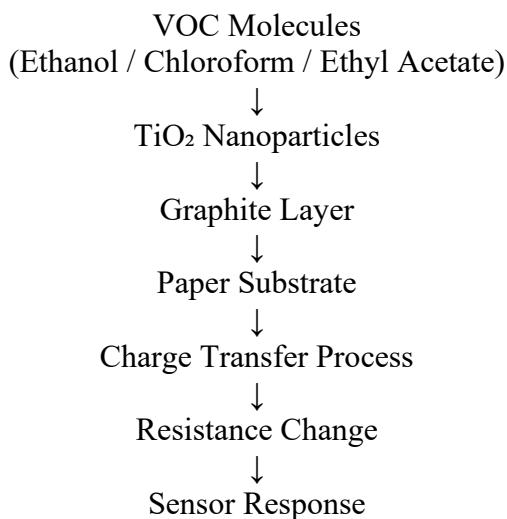 VOC Molecules
(Ethanol / Chloroform / Ethyl Acetate)
↓
TiO₂ Nanoparticles
↓
Graphite Layer
↓
Paper Substrate
↓
Charge Transfer Process
↓
Resistance Change
↓
Sensor Response